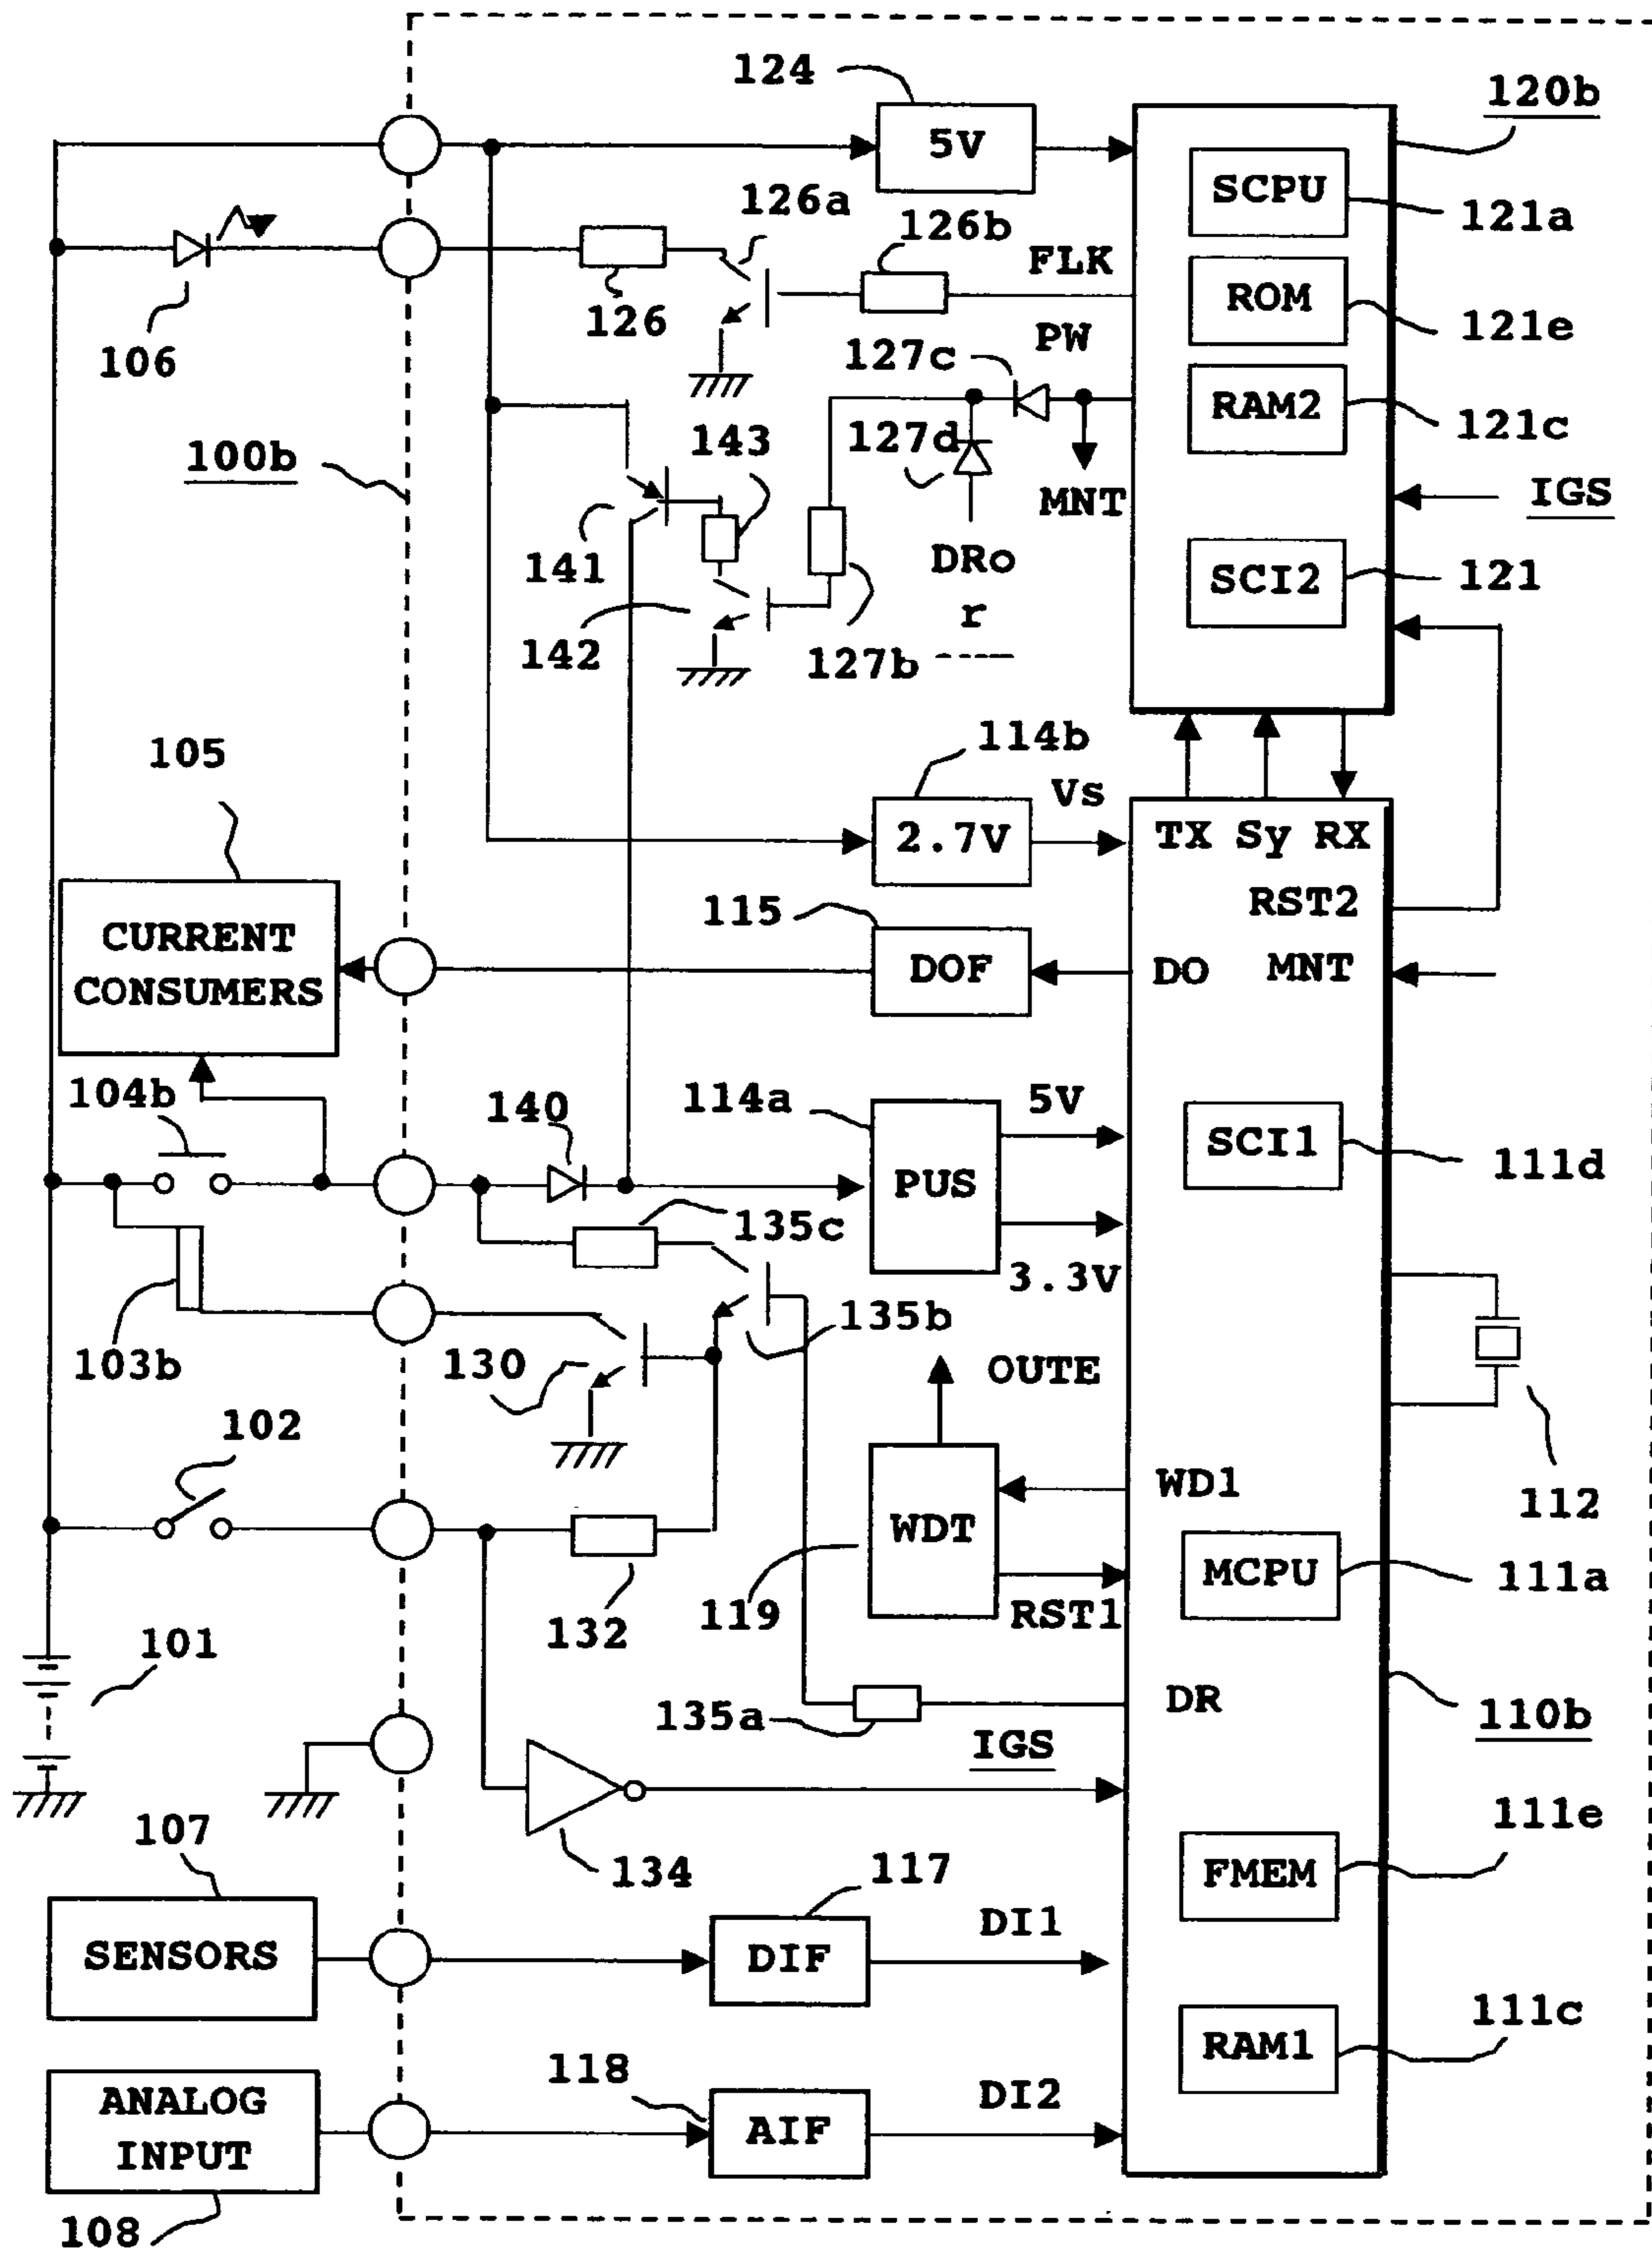 124
120b
5V
SCPU
126a
121a
126b
FLK
ROM
126
121e
PW
106
127c
RAM2
143
127d
121c
100b
MNT
IGS
141
DRo
SCI2
121
r
142
127b
114b
105
Vs
2.7V
TX Sy RX
115
RST2
CURRENT
CONSUMERS
DOF
DO
MNT
104b
140
114a
5V
SCI1
111d
PUS
135c
3.3V
135b
103b
130
OUTE
102
WD1
112
WDT
MCPU
111a
119
RST1
132
101
DR
135a
110b
IGS
107
111e
134
117
FMEM
DI1
SENSORS
DIF
111c
118
RAM1
DI2
ANALOG
INPUT
AIF
108